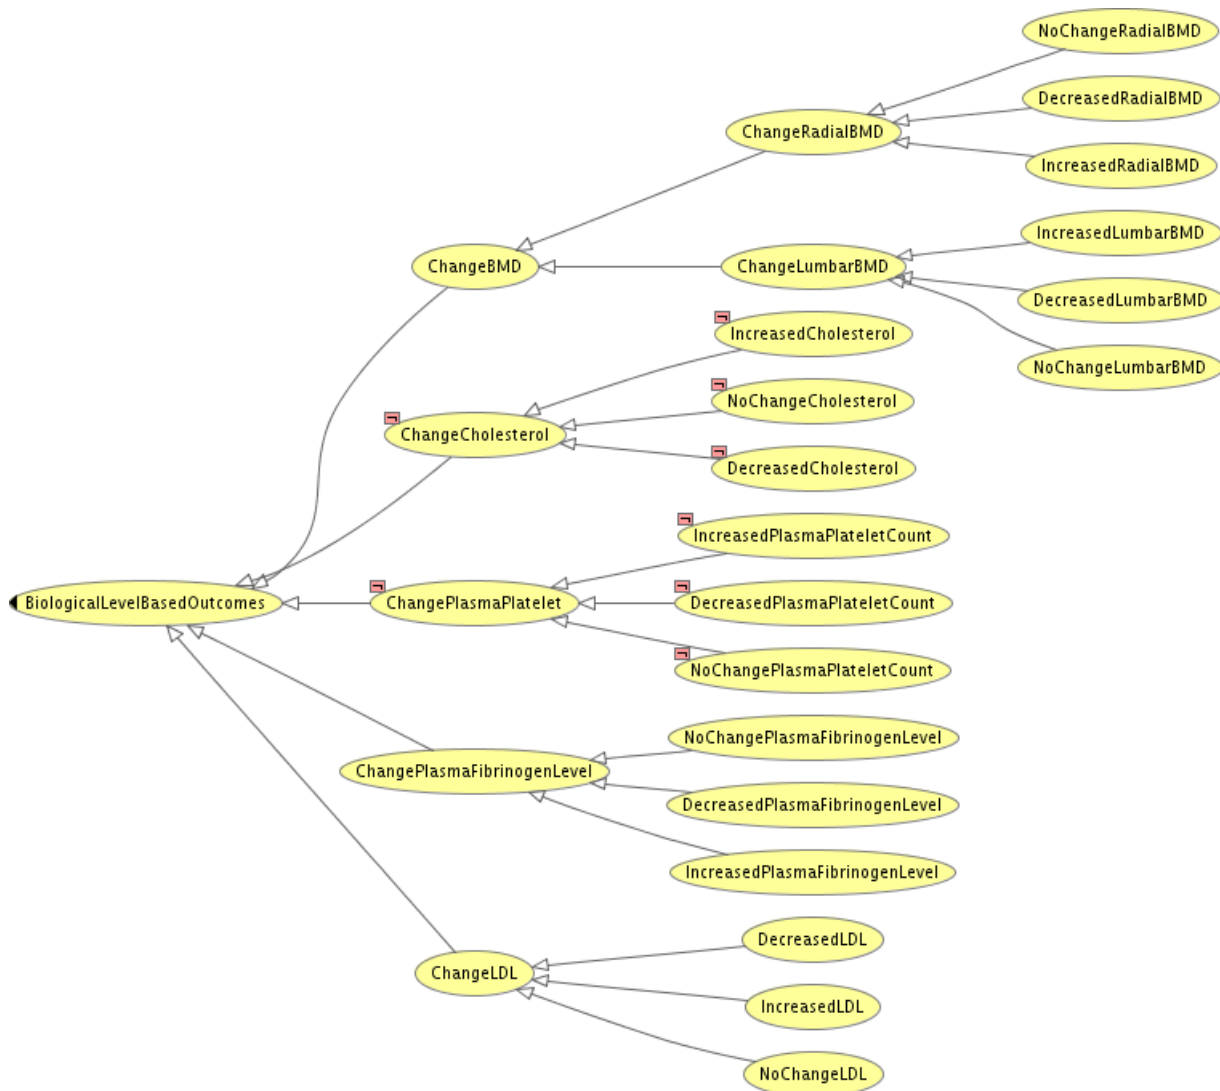 NoChangeRadialBMD
DecreasedRadialBMD
ChangeRadialBMD
IncreasedRadialBMD
IncreasedLumbarBMD
ChangeBMD
ChangeLumbarBMD
DecreasedLumbarBMD
IncreasedCholesterol
NoChangeLumbarBMD
NoChangeCholesterol
ChangeCholesterol
DecreasedCholesterol
IncreasedPlasmaPlateletCount
BiologicalLevelBasedOutcomes
ChangePlasmaPlatelet
DecreasedPlasmaPlateletCount
NoChangePlasmaPlateletCount
NoChangePlasmaFibrinogenLevel
ChangePlasmaFibrinogenLevel
DecreasedPlasmaFibrinogenLevel
IncreasedPlasmaFibrinogenLevel
DecreasedLDL
ChangeLDL
IncreasedLDL
NoChangeLDL